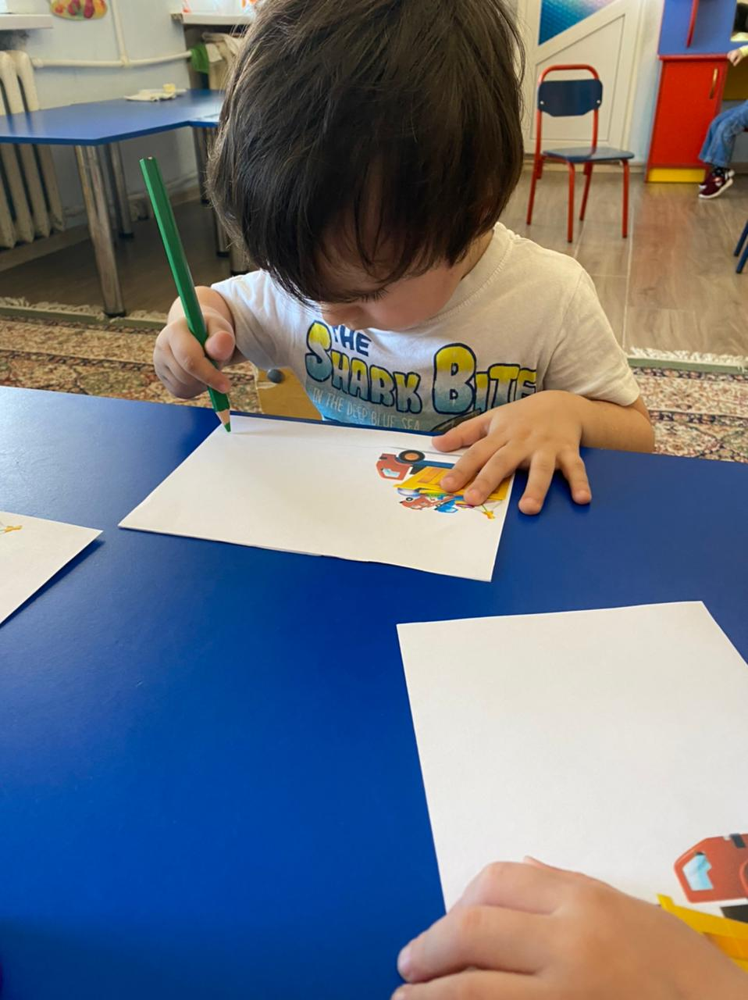 THE
SHARK BITE
IN THE DEEP BLUE SEA